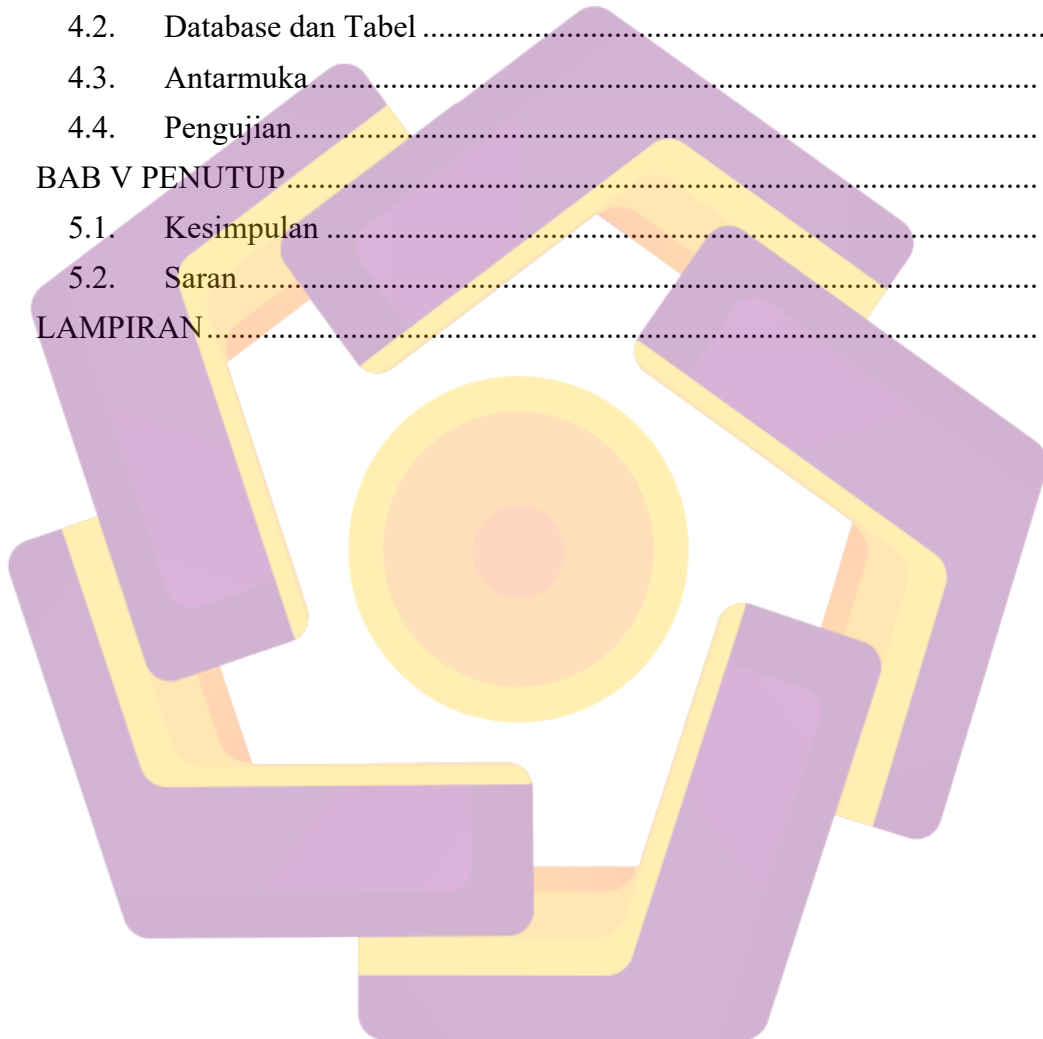 4.2. Database dan Tabel ..............................................................................
4.3. Antarmuka...........................................................................................
4.4. Pengujian.............................................................................................
BAB V PENUTUP..............................................................................................
5.1. Kesimpulan .........................................................................................
5.2. Saran....................................................................................................
LAMPIRAN........................................................................................................